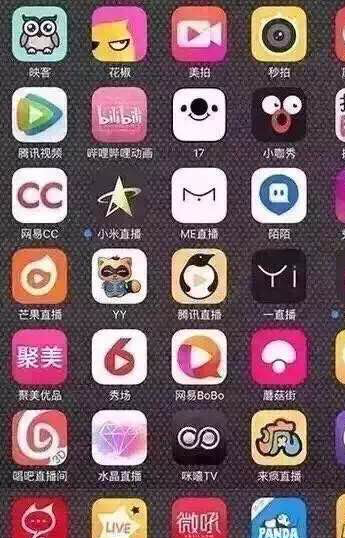 映客 花椒 美拍 秒拍
bilibili
腾讯视频 哔哩哔哩动画 17 小咖秀
CC
网易CC 小米直播 ME直播 陌陌
Yi
芒果直播 YY 腾讯直播 一直播
聚美
聚美优品 秀场 网易BoBo 蘑菇街
3D 疯
唱吧直播间 水晶直播 咪嘻TV 来疯直播
LIVE 微吼 PANDA